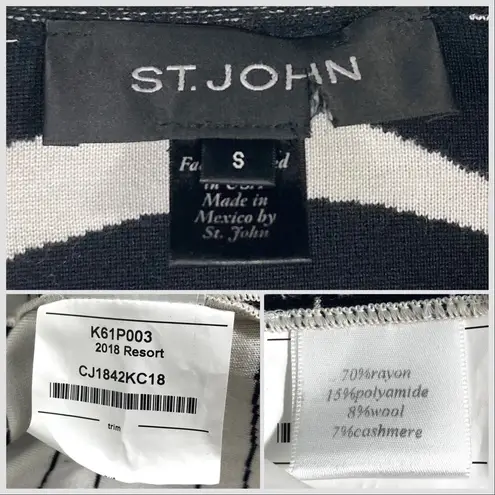 ST. JOHN
S
in USA
Made in
Mexico by
St. John
K61P003
2018 Resort
CJ1842KC18
trim
70%rayon
15%polyamide
8%wool
7%cashmere